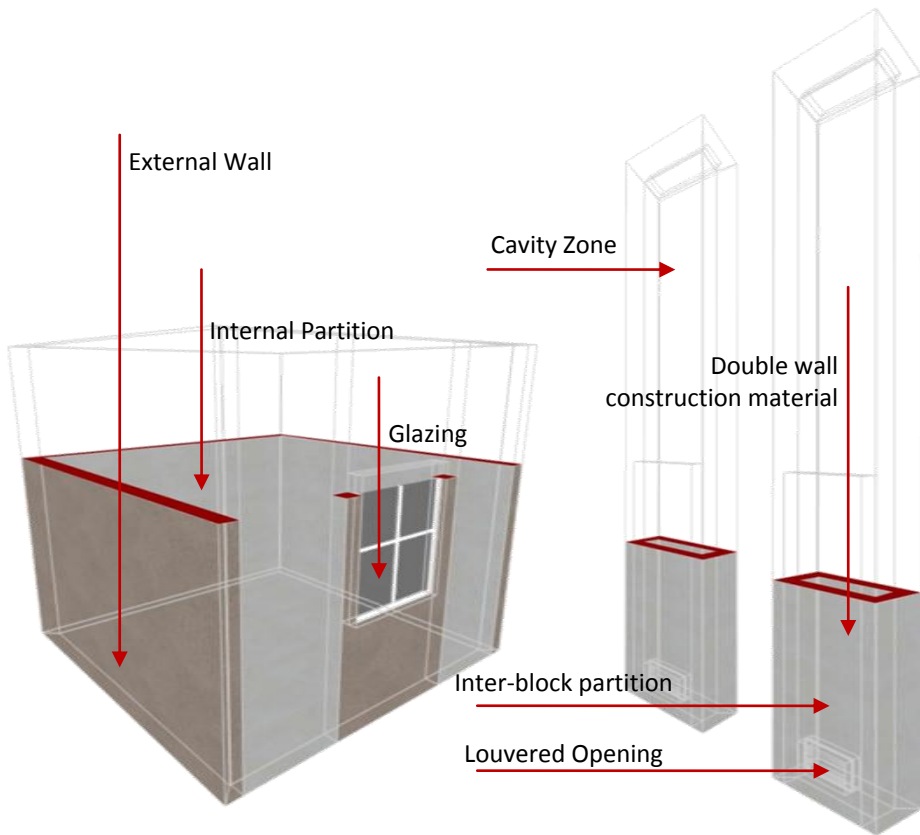 External Wall
Internal Partition
Glazing
Cavity Zone
Double wall
construction material
Inter-block partition
Louvered Opening